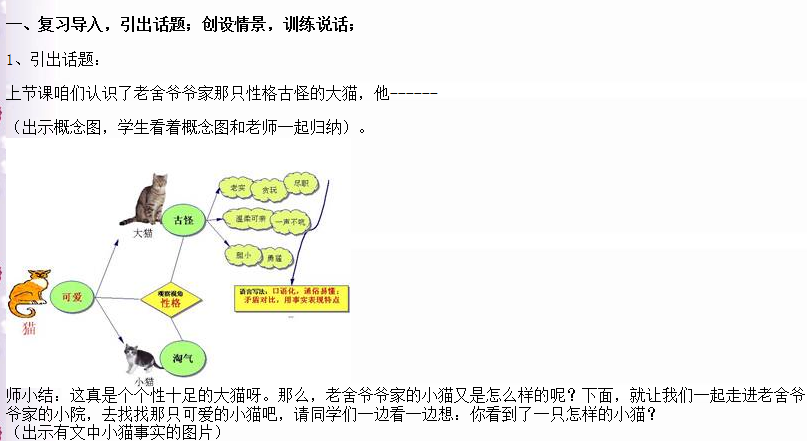 一、复习导入，引出话题；创设情景，训练说话；
1、引出话题：
上节课咱们认识了老舍爷爷家那只性格古怪的大猫，他------
（出示概念图，学生看着概念图和老师一起归纳）。
老实
贪玩
尽职
大猫
古怪
温柔可亲
一声不吭
胆小
勇猛
可爱
观察视角
性格
语言写法：口语化，通俗易懂；
矛盾对比，用事实表现特点
猫
淘气
小猫
师小结：这真是个个性十足的大猫呀。那么，老舍爷爷家的小猫又是怎么样的呢？下面，就让我们一起走进老舍爷
爷家的小院，去找找那只可爱的小猫吧，请同学们一边看一边想：你看到了一只怎样的小猫？
（出示有文中小猫事实的图片）